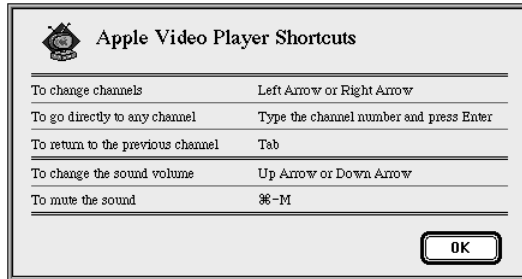 Apple Video Player Shortcuts
To change channels Left Arrow or Right Arrow
To go directly to any channel Type the channel number and press Enter
To return to the previous channel Tab
To change the sound volume Up Arrow or Down Arrow
To mute the sound ⌘-M
OK